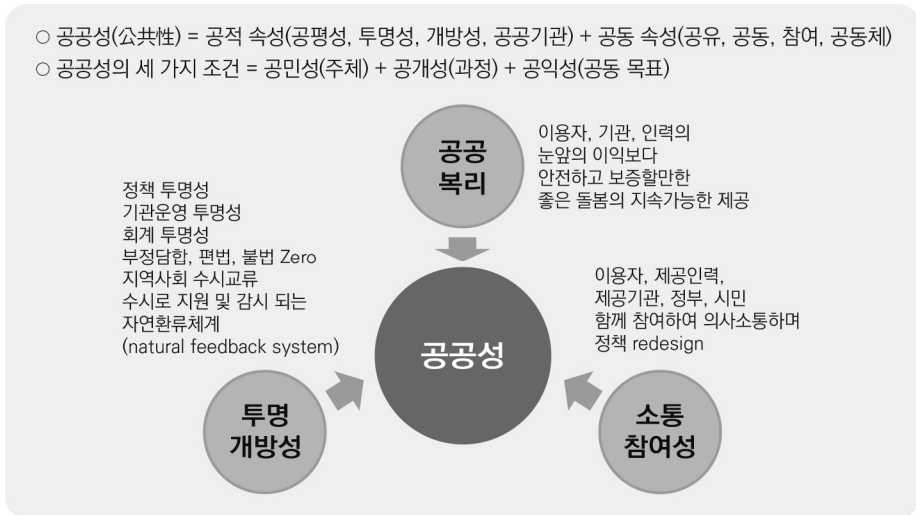 ○ 공공성(公共性) = 공적 속성(공평성, 투명성, 개방성, 공공기관) + 공동 속성(공유, 공동, 참여, 공동체)
○ 공공성의 세 가지 조건 = 공민성(주체) + 공개성(과정) + 공익성(공동 목표)
공공
복리
이용자, 기관, 인력의
눈앞의 이익보다
안전하고 보증할만한
좋은 돌봄의 지속가능한 제공
정책 투명성
기관운영 투명성
회계 투명성
부정담합, 편법, 불법 Zero
지역사회 수시교류
수시로 지원 및 감시 되는
자연환류체계
(natural feedback system)
이용자, 제공인력,
제공기관, 정부, 시민
함께 참여하여 의사소통하며
정책 redesign
공공성
투명
개방성
소통
참여성